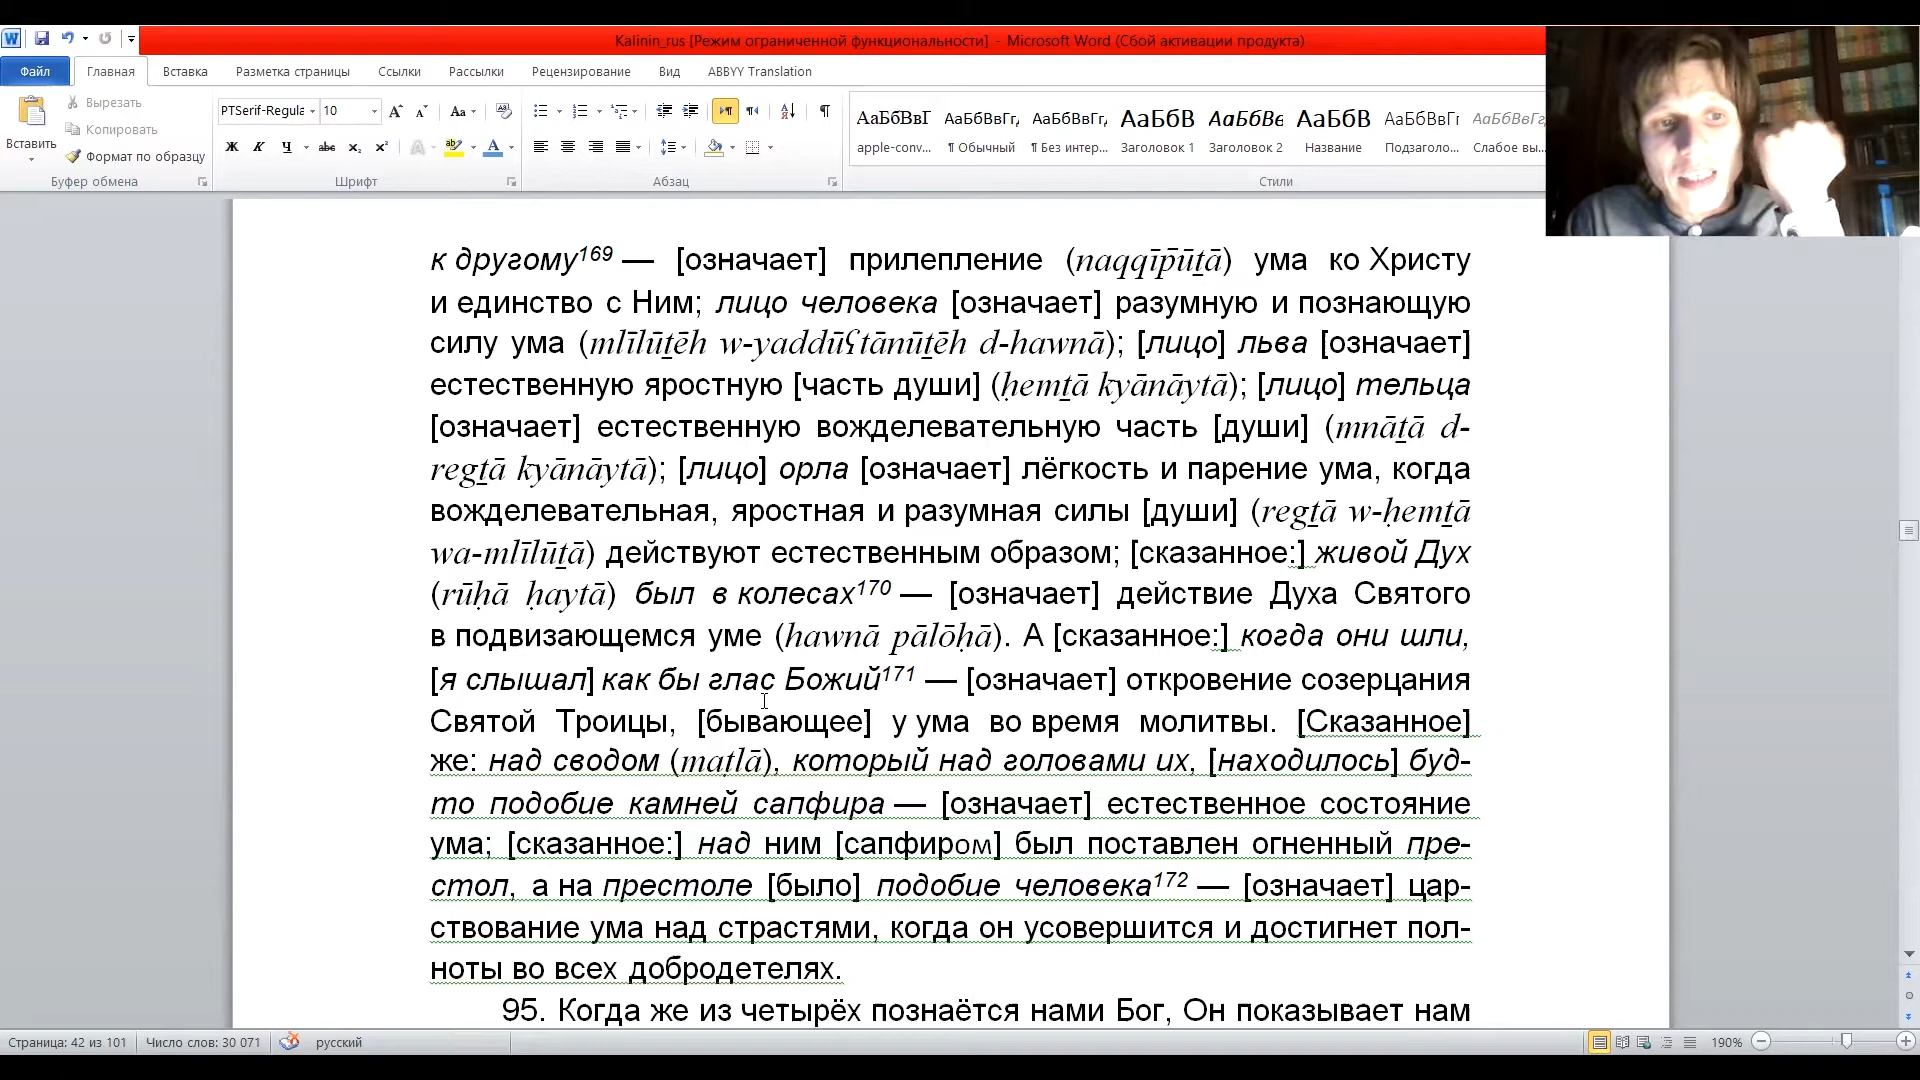 Kalinin_rus [Режим ограниченной функциональности] - Microsoft Word (Сбой активации продукта)
Файл Главная Вставка Разметка страницы Ссылки Рассылки Рецензирование Вид ABBYY Translation
Вставить
Вырезать
Копировать
Формат по образцу
PTSerif-Regula 10
АаБбВвГ АаБбВвГг, АаБбВвГг, АаБбВ АаБбВв АаБбВ АаБбВвГг АаБбВвГг
apple-conv... ¶ Обычный ¶ Без интер... Заголовок 1 Заголовок 2 Название Подзаголо... Слабое вы...
Буфер обмена Шрифт Абзац Стили
к другому169 — [означает] прилепление (naqqīp̄ūṯā) ума ко Христу
и единство с Ним; лицо человека [означает] разумную и познающую
силу ума (mlīlūṯēh w-yaddūʕtānūṯēh d-hawnā); [лицо] льва [означает]
естественную яростную [часть души] (ḥemṯā kyānāytā); [лицо] тельца
[означает] естественную вожделевательную часть [души] (mnāṯā d-
regṯā kyānāytā); [лицо] орла [означает] лёгкость и парение ума, когда
вожделевательная, яростная и разумная силы [души] (regṯā w-ḥemṯā
wa-mlīlūṯā) действуют естественным образом; [сказанное:] живой Дух
(rūḥā ḥaytā) был в колесах170 — [означает] действие Духа Святого
в подвизающемся уме (hawnā pālōḥā). А [сказанное:] когда они шли,
[я слышал] как бы глас Божий171 — [означает] откровение созерцания
Святой Троицы, [бывающее] у ума во время молитвы. [Сказанное]
же: над сводом (maṭlā), который над головами их, [находилось] буд-
то подобие камней сапфира — [означает] естественное состояние
ума; [сказанное:] над ним [сапфиром] был поставлен огненный пре-
стол, а на престоле [было] подобие человека172 — [означает] цар-
ствование ума над страстями, когда он усовершится и достигнет пол-
ноты во всех добродетелях.
95. Когда же из четырёх познаётся нами Бог, Он показывает нам
Страница: 42 из 101 Число слов: 30 071 русский 190%